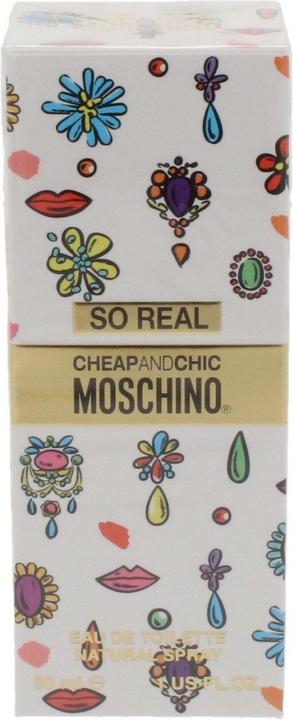 SO REAL
CHEAPANDCHIC
MOSCHINO®
EAU DE TOILETTE
NATURAL SPRAY
30 ml ℮ 1 US FL.OZ